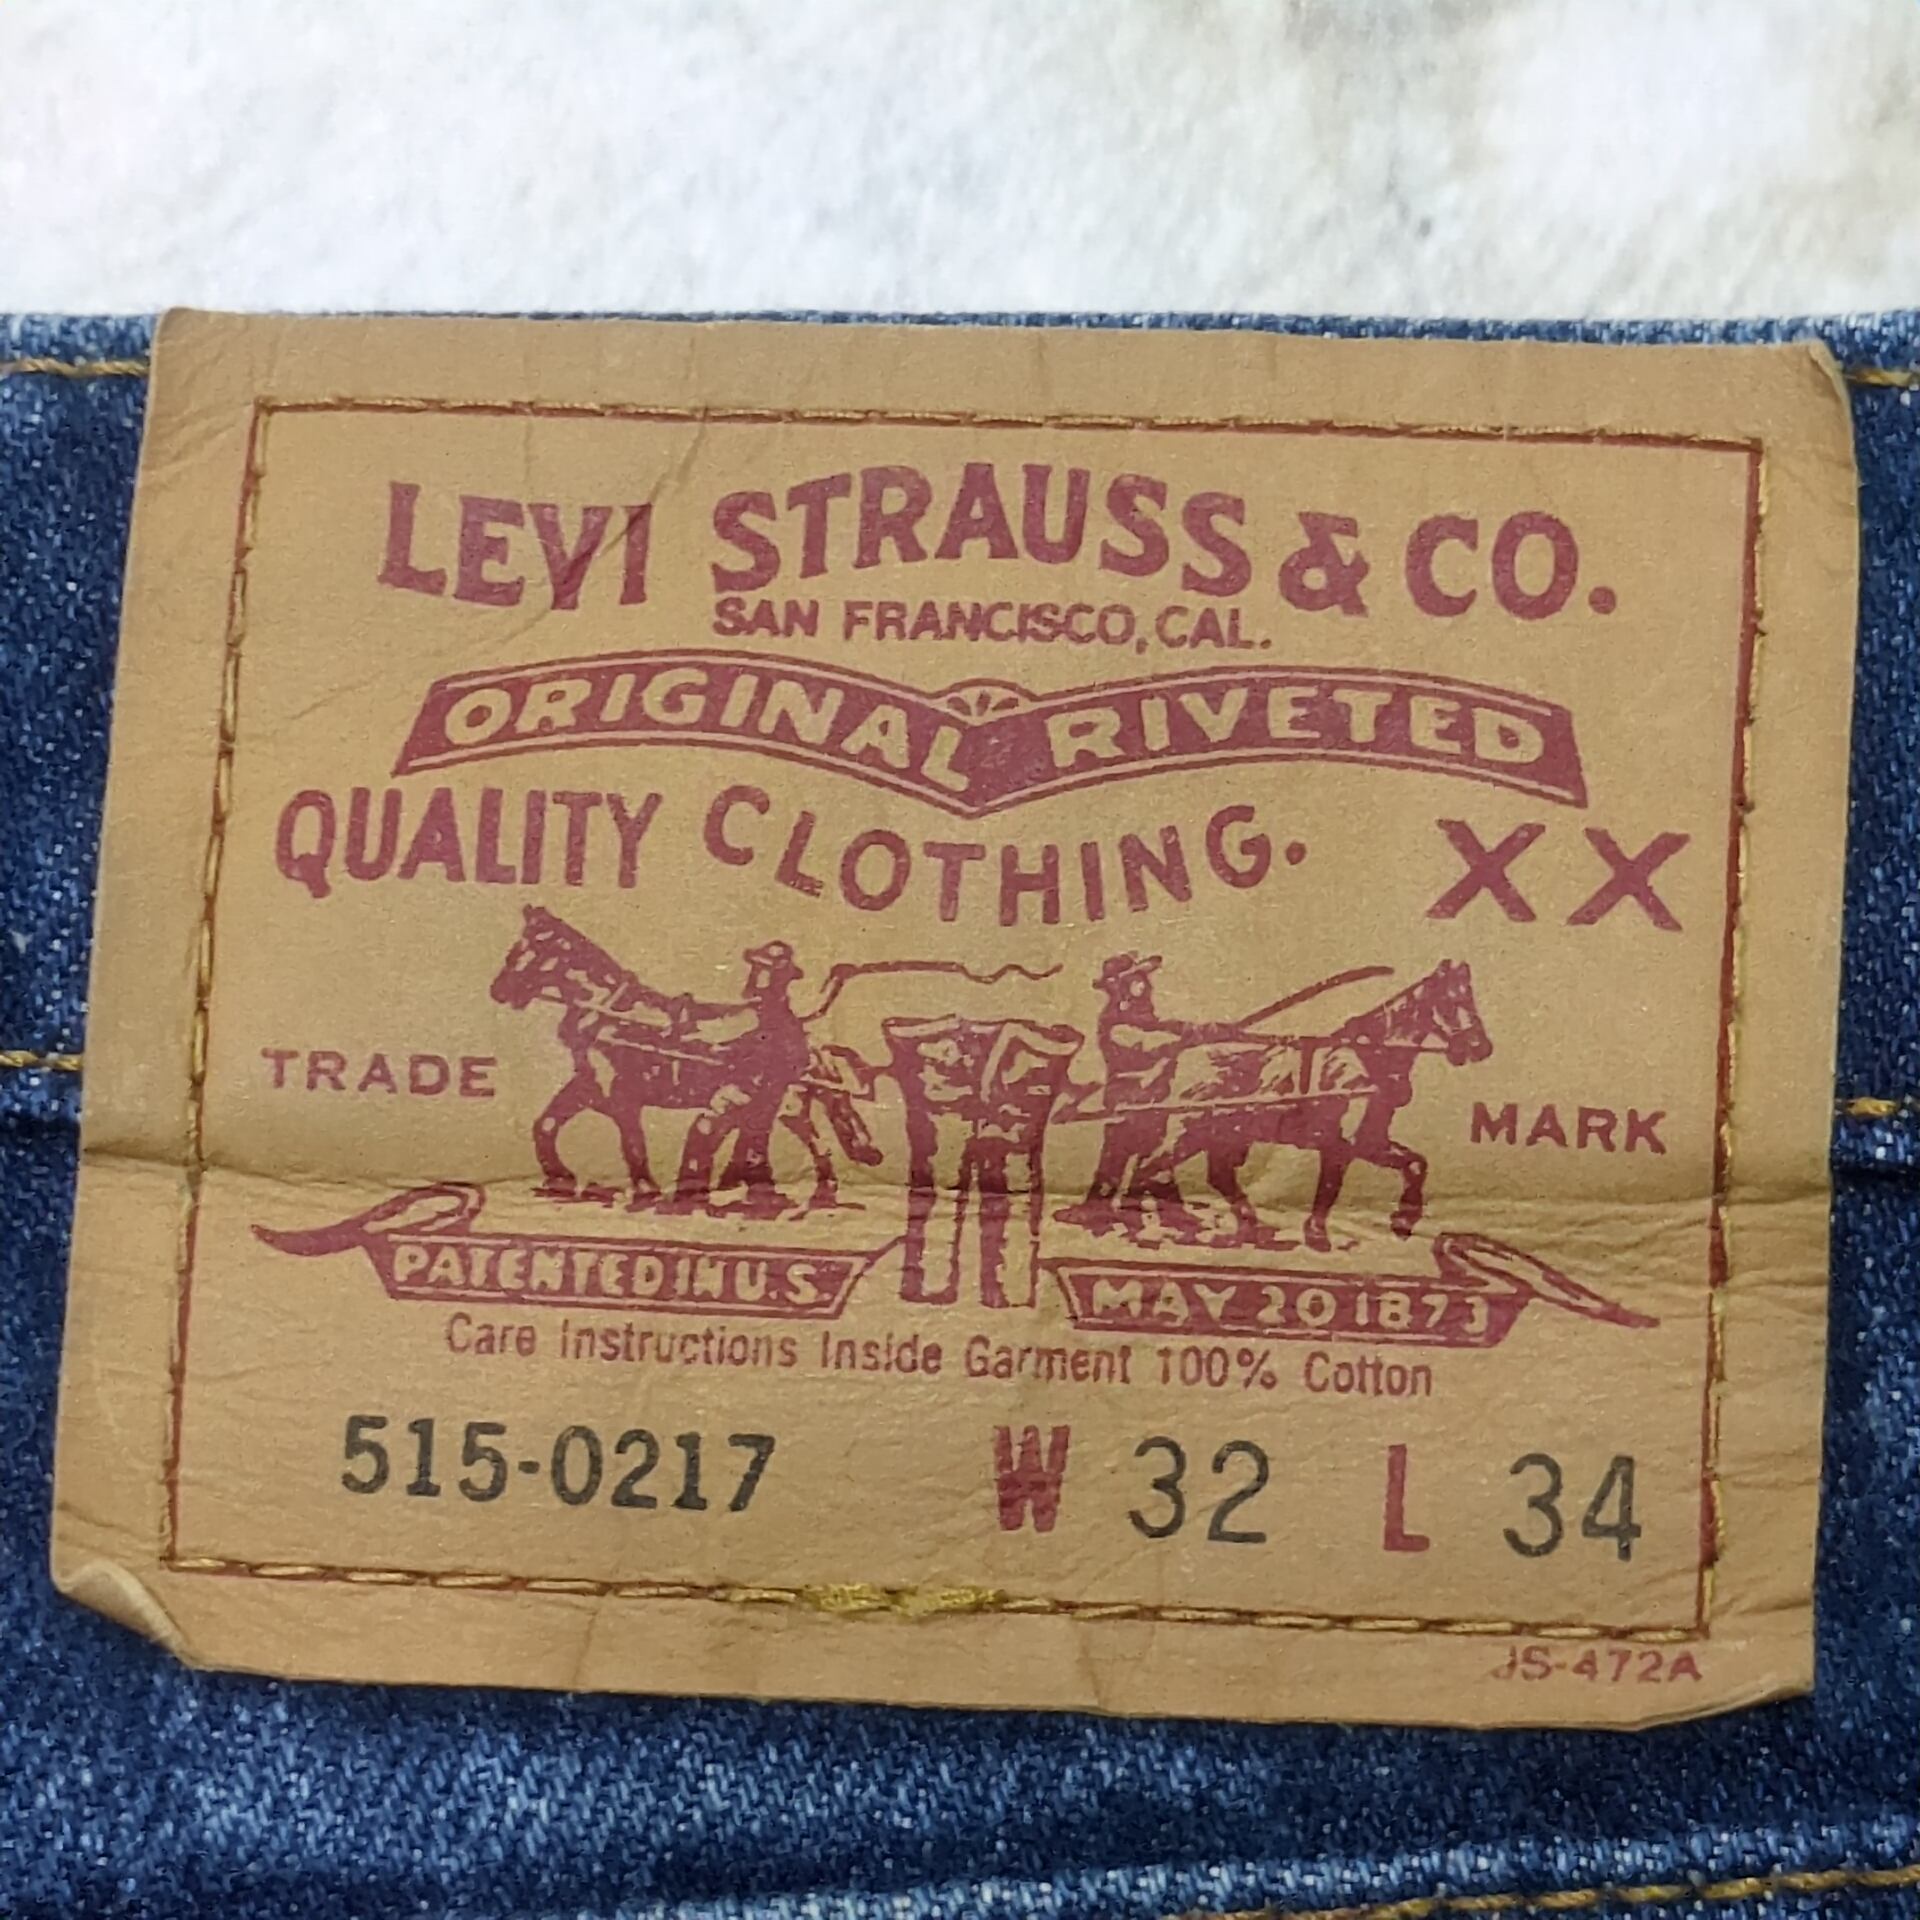 LEVI STRAUSS & CO.
SAN FRANCISCO, CAL.
ORIGINAL RIVETED
QUALITY CLOTHING. XX
TRADE MARK
PATENTED IN U.S. MAY 20 1873
Care Instructions Inside Garment 100% Cotton
515-0217 W 32 L 34
JS-472A